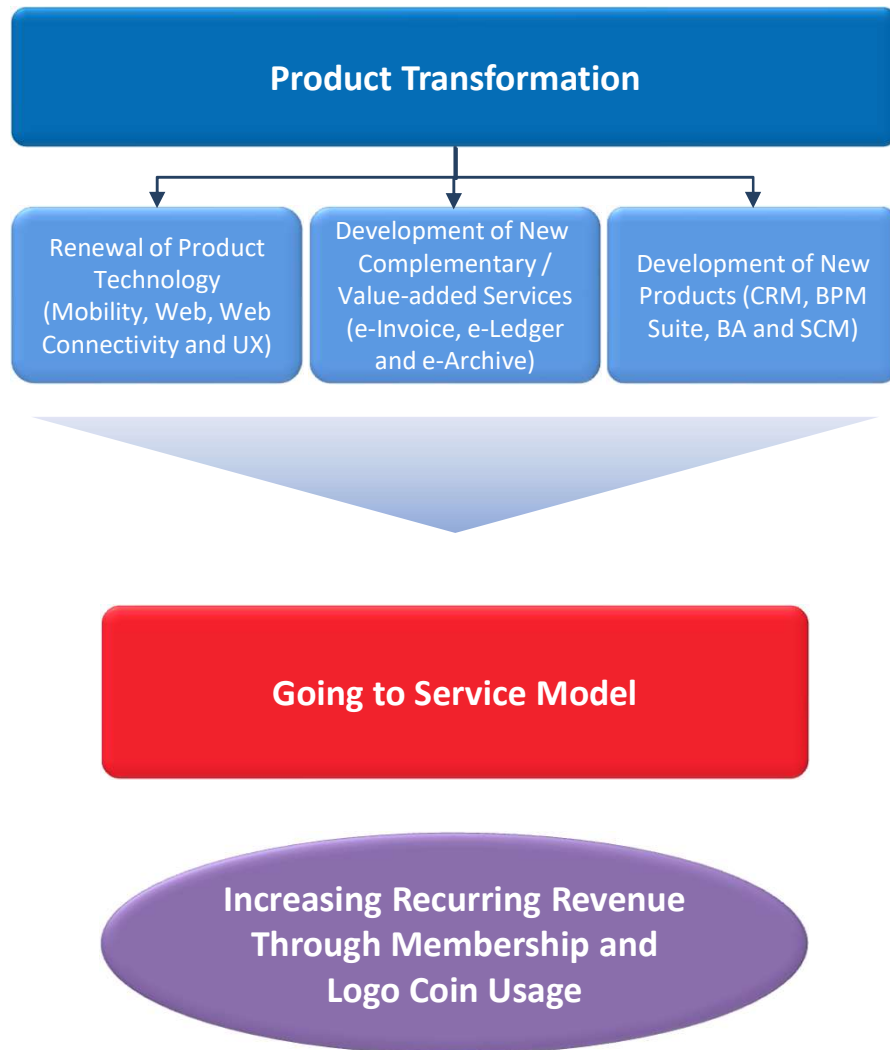 Product Transformation
Renewal of Product
Technology
(Mobility, Web, Web
Connectivity and UX)
Development of New
Complementary /
Value-added Services
(e-Invoice, e-Ledger
and e-Archive)
Development of New
Products (CRM, BPM
Suite, BA and SCM)
Going to Service Model
Increasing Recurring Revenue
Through Membership and
Logo Coin Usage